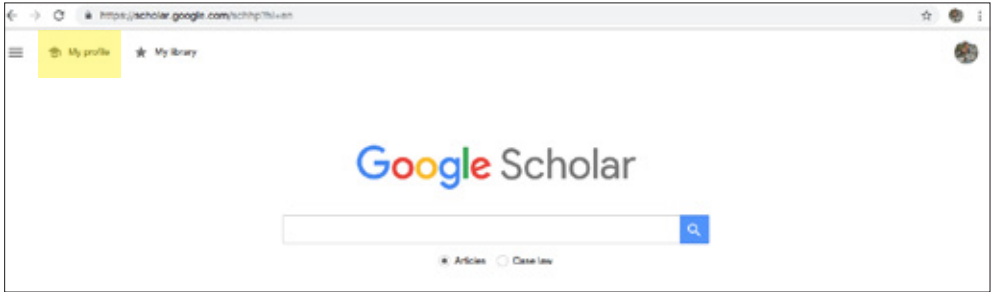 https://scholar.google.com/schhp?hl=en
My profile
My library
Google Scholar
Articles
Case law